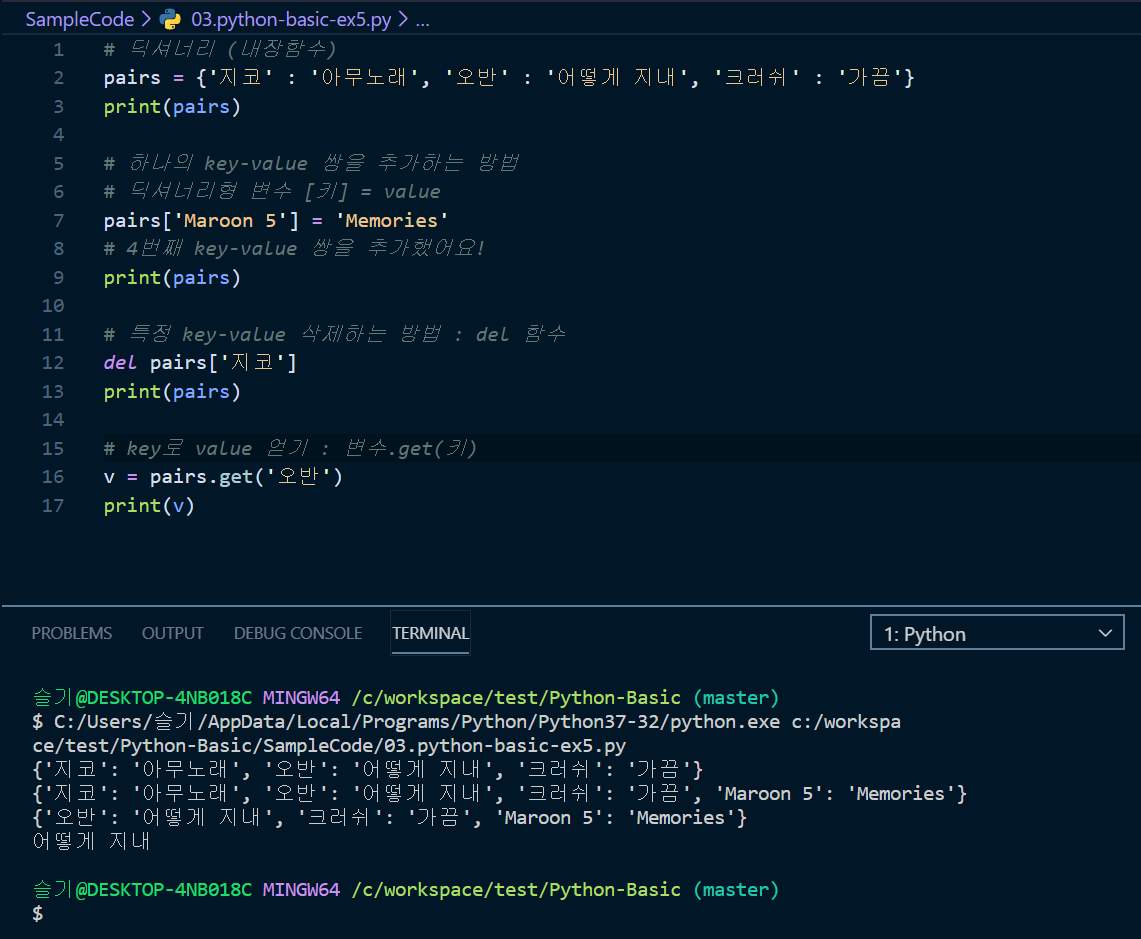 SampleCode > 03.python-basic-ex5.py > ...
1 # 딕셔너리 (내장함수)
2 pairs = {'지코' : '아무노래', '오반' : '어떻게 지내', '크러쉬' : '가끔'}
3 print(pairs)
4
5 # 하나의 key-value 쌍을 추가하는 방법
6 # 딕셔너리형 변수 [키] = value
7 pairs['Maroon 5'] = 'Memories'
8 # 4번째 key-value 쌍을 추가했어요!
9 print(pairs)
10
11 # 특정 key-value 삭제하는 방법 : del 함수
12 del pairs['지코']
13 print(pairs)
14
15 # key로 value 얻기 : 변수.get(키)
16 v = pairs.get('오반')
17 print(v)
PROBLEMS OUTPUT DEBUG CONSOLE TERMINAL 1: Python
슬기@DESKTOP-4NB018C MINGW64 /c/workspace/test/Python-Basic (master)
$ C:/Users/슬기/AppData/Local/Programs/Python/Python37-32/python.exe c:/workspa
ce/test/Python-Basic/SampleCode/03.python-basic-ex5.py
{'지코': '아무노래', '오반': '어떻게 지내', '크러쉬': '가끔'}
{'지코': '아무노래', '오반': '어떻게 지내', '크러쉬': '가끔', 'Maroon 5': 'Memories'}
{'오반': '어떻게 지내', '크러쉬': '가끔', 'Maroon 5': 'Memories'}
어떻게 지내
슬기@DESKTOP-4NB018C MINGW64 /c/workspace/test/Python-Basic (master)
$